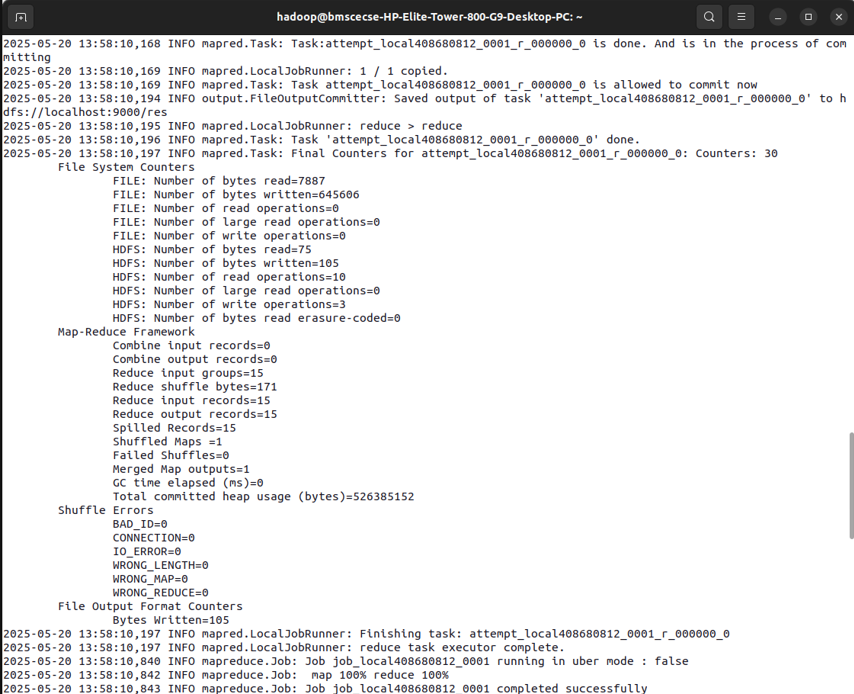 hadoop@bmscecse-HP-Elite-Tower-800-G9-Desktop-PC: ~
2025-05-20 13:58:10,168 INFO mapred.Task: Task:attempt_local408680812_0001_r_000000_0 is done. And is in the process of com
mitting
2025-05-20 13:58:10,169 INFO mapred.LocalJobRunner: 1 / 1 copied.
2025-05-20 13:58:10,169 INFO mapred.Task: Task attempt_local408680812_0001_r_000000_0 is allowed to commit now
2025-05-20 13:58:10,194 INFO output.FileOutputCommitter: Saved output of task 'attempt_local408680812_0001_r_000000_0' to h
dfs://localhost:9000/res
2025-05-20 13:58:10,195 INFO mapred.LocalJobRunner: reduce > reduce
2025-05-20 13:58:10,196 INFO mapred.Task: Task 'attempt_local408680812_0001_r_000000_0' done.
2025-05-20 13:58:10,197 INFO mapred.Task: Final Counters for attempt_local408680812_0001_r_000000_0: Counters: 30
File System Counters
FILE: Number of bytes read=7887
FILE: Number of bytes written=645606
FILE: Number of read operations=0
FILE: Number of large read operations=0
FILE: Number of write operations=0
HDFS: Number of bytes read=75
HDFS: Number of bytes written=105
HDFS: Number of read operations=10
HDFS: Number of large read operations=0
HDFS: Number of write operations=3
HDFS: Number of bytes read erasure-coded=0
Map-Reduce Framework
Combine input records=0
Combine output records=0
Reduce input groups=15
Reduce shuffle bytes=171
Reduce input records=15
Reduce output records=15
Spilled Records=15
Shuffled Maps =1
Failed Shuffles=0
Merged Map outputs=1
GC time elapsed (ms)=0
Total committed heap usage (bytes)=526385152
Shuffle Errors
BAD_ID=0
CONNECTION=0
IO_ERROR=0
WRONG_LENGTH=0
WRONG_MAP=0
WRONG_REDUCE=0
File Output Format Counters
Bytes Written=105
2025-05-20 13:58:10,197 INFO mapred.LocalJobRunner: Finishing task: attempt_local408680812_0001_r_000000_0
2025-05-20 13:58:10,197 INFO mapred.LocalJobRunner: reduce task executor complete.
2025-05-20 13:58:10,840 INFO mapreduce.Job: Job job_local408680812_0001 running in uber mode : false
2025-05-20 13:58:10,842 INFO mapreduce.Job:  map 100% reduce 100%
2025-05-20 13:58:10,843 INFO mapreduce.Job: Job job_local408680812_0001 completed successfully